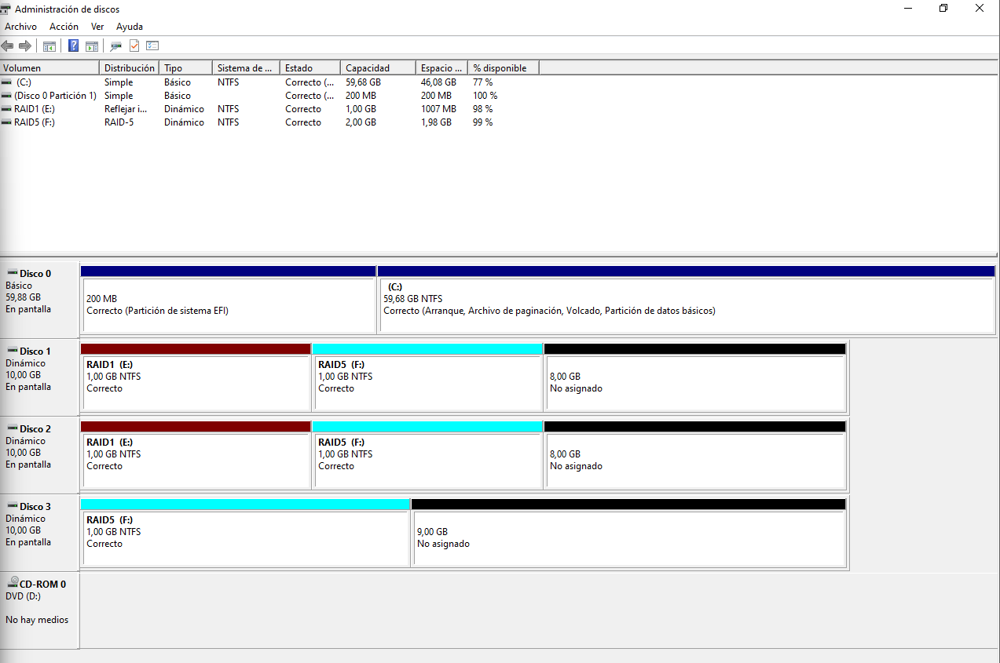 Administración de discos
Archivo Acción Ver Ayuda
Volumen Distribución Tipo Sistema de ... Estado Capacidad Espacio ... % disponible
(C:) Simple Básico NTFS Correcto (... 59,68 GB 46,08 GB 77 %
(Disco 0 Partición 1) Simple Básico Correcto (... 200 MB 200 MB 100 %
RAID1 (E:) Reflejar i... Dinámico NTFS Correcto 1,00 GB 1007 MB 98 %
RAID5 (F:) RAID-5 Dinámico NTFS Correcto 2,00 GB 1,98 GB 99 %
Disco 0
Básico
59,88 GB
En pantalla
200 MB
Correcto (Partición de sistema EFI)
(C:)
59,68 GB NTFS
Correcto (Arranque, Archivo de paginación, Volcado, Partición de datos básicos)
Disco 1
Dinámico
10,00 GB
En pantalla
RAID1 (E:)
1,00 GB NTFS
Correcto
RAID5 (F:)
1,00 GB NTFS
Correcto
8,00 GB
No asignado
Disco 2
Dinámico
10,00 GB
En pantalla
RAID1 (E:)
1,00 GB NTFS
Correcto
RAID5 (F:)
1,00 GB NTFS
Correcto
8,00 GB
No asignado
Disco 3
Dinámico
10,00 GB
En pantalla
RAID5 (F:)
1,00 GB NTFS
Correcto
9,00 GB
No asignado
CD-ROM 0
DVD (D:)
No hay medios